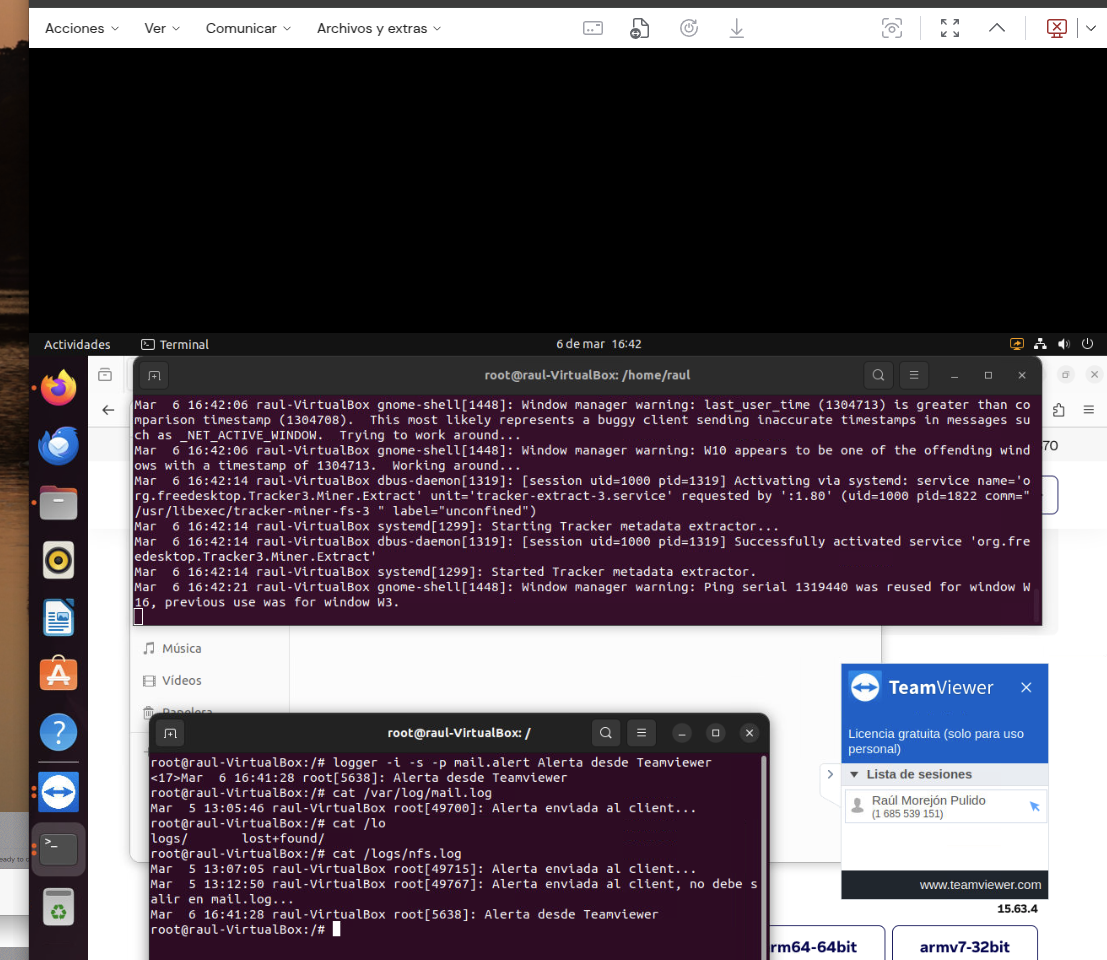 Acciones Ver Comunicar Archivos y extras
Actividades Terminal 6 de mar 16:42
root@raul-VirtualBox: /home/raul
Mar  6 16:42:06 raul-VirtualBox gnome-shell[1448]: Window manager warning: last_user_time (1304713) is greater than co
mparison timestamp (1304708).  This most likely represents a buggy client sending inaccurate timestamps in messages su
ch as _NET_ACTIVE_WINDOW.  Trying to work around...
Mar  6 16:42:06 raul-VirtualBox gnome-shell[1448]: Window manager warning: W10 appears to be one of the offending wind
ows with a timestamp of 1304713.  Working around...
Mar  6 16:42:14 raul-VirtualBox dbus-daemon[1319]: [session uid=1000 pid=1319] Activating via systemd: service name='o
rg.freedesktop.Tracker3.Miner.Extract' unit='tracker-extract-3.service' requested by ':1.80' (uid=1000 pid=1822 comm="
/usr/libexec/tracker-miner-fs-3 " label="unconfined")
Mar  6 16:42:14 raul-VirtualBox systemd[1299]: Starting Tracker metadata extractor...
Mar  6 16:42:14 raul-VirtualBox dbus-daemon[1319]: [session uid=1000 pid=1319] Successfully activated service 'org.fre
edesktop.Tracker3.Miner.Extract'
Mar  6 16:42:14 raul-VirtualBox systemd[1299]: Started Tracker metadata extractor.
Mar  6 16:42:21 raul-VirtualBox gnome-shell[1448]: Window manager warning: Ping serial 1319440 was reused for window W
16, previous use was for window W3.
Música
Vídeos
Papelera
root@raul-VirtualBox: /
root@raul-VirtualBox:/# logger -i -s -p mail.alert Alerta desde Teamviewer
<17>Mar  6 16:41:28 root[5638]: Alerta desde Teamviewer
root@raul-VirtualBox:/# cat /var/log/mail.log
Mar  5 13:05:46 raul-VirtualBox root[49700]: Alerta enviada al client...
root@raul-VirtualBox:/# cat /lo
logs/       lost+found/
root@raul-VirtualBox:/# cat /logs/nfs.log
Mar  5 13:07:05 raul-VirtualBox root[49715]: Alerta enviada al client...
Mar  5 13:12:50 raul-VirtualBox root[49767]: Alerta enviada al client, no debe s
alir en mail.log...
Mar  6 16:41:28 raul-VirtualBox root[5638]: Alerta desde Teamviewer
root@raul-VirtualBox:/#
TeamViewer
Licencia gratuita (solo para uso
personal)
Lista de sesiones
Raúl Morejón Pulido
(1 685 539 151)
www.teamviewer.com
15.63.4
rm64-64bit armv7-32bit